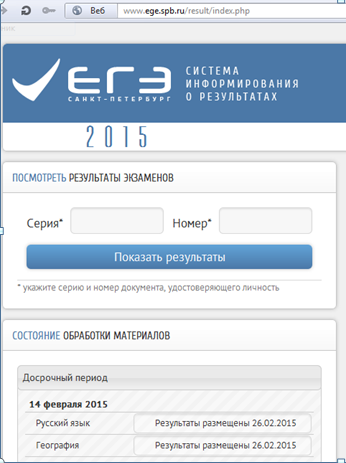 Веб www.ege.spb.ru/result/index.php
ЕГЭ
САНКТ-ПЕТЕРБУРГ
СИСТЕМА
ИНФОРМИРОВАНИЯ
О РЕЗУЛЬТАТАХ
2015
ПОСМОТРЕТЬ РЕЗУЛЬТАТЫ ЭКЗАМЕНОВ
Серия* Номер*
Показать результаты
* укажите серию и номер документа, удостоверяющего личность
СОСТОЯНИЕ ОБРАБОТКИ МАТЕРИАЛОВ
Досрочный период
14 февраля 2015
Русский язык Результаты размещены 26.02.2015
География Результаты размещены 26.02.2015